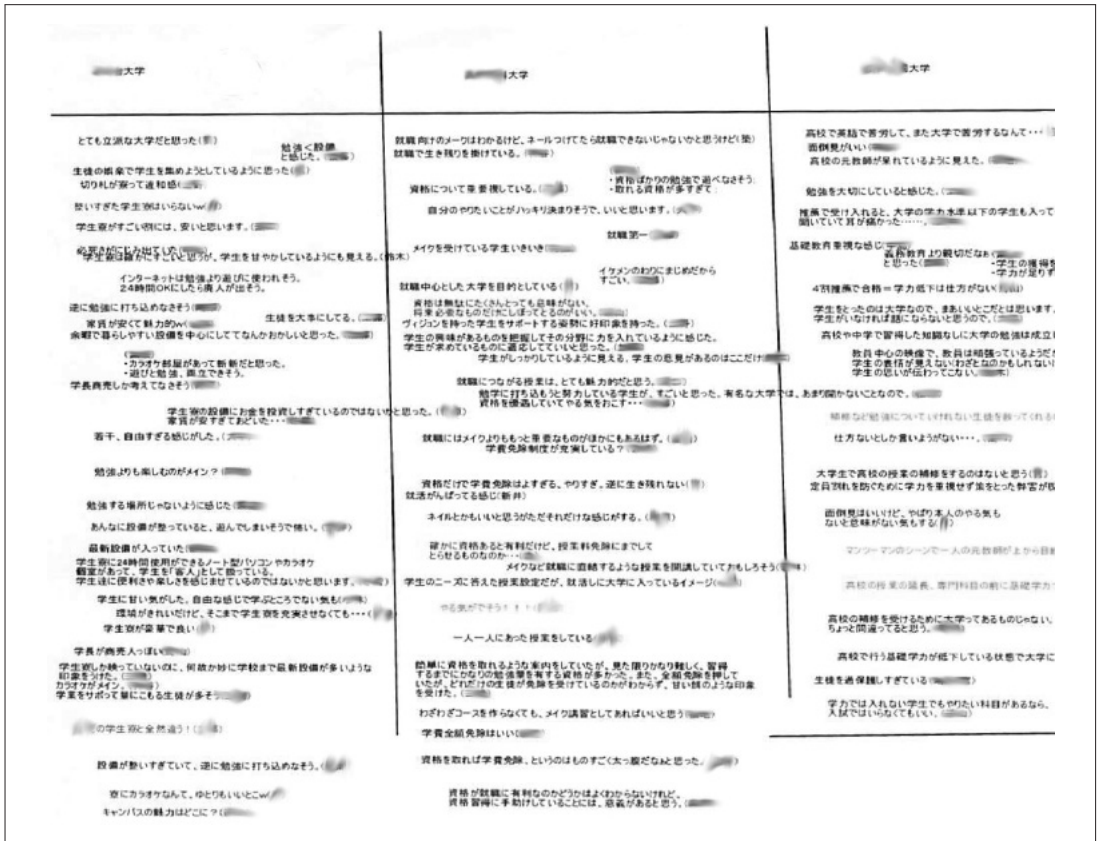 大学
とても立派な大学だと思った(
勉強<設備
と感じた。(
生徒の娯楽で学生を集めようとしているように思った(
切り札が寮って違和感(
整いすぎた学生寮はいらないw(
学生寮がすごい割には、安いと思います。(
必死さがにじみ出ていた(
学生寮は確かにすごいと思うが、学生を甘やかしているようにも見える。(鈴木)
インターネットは勉強より遊びに使われそう。
24時間OKにしたら廃人が出そう。
逆に勉強に打ち込めなさそう(
生徒を大事にしてる。(
家賃が安くて魅力的w(
余暇で暮らしやすい設備を中心にしててなんかおかしいと思った。(
・カラオケ部屋があって斬新だと思った。
・遊びと勉強、両立できそう。
学長商売しか考えてなさそう(
学生寮の設備にお金を投資しすぎているのではないかと思った。(
家賃が安すぎておどいた・・・(
若干、自由すぎる感じがした。(
勉強よりも楽しむのがメイン?(
勉強する場所じゃないように感じた(
あんなに設備が整っていると、遊んでしまいそうで怖い。(
最新設備が入っていた(
学生寮に24時間使用ができるノート型パソコンやカラオケ
観室があって、学生を「客人」として扱っている。
学生達に便利さや楽しさを感じませているのではないかと思います。(
学生に甘い気がした。自由な感じで学ぶところでない気も(
環境がきれいだけど、そこまで学生寮を充実させなくても・・・(
学生寮が豪華で良い(
学長が商売人っぽい(
学生寮しか映っていないのに、何故か妙に学校まで最新設備が多いような
印象をうけた。(
カラオケがメイン。(
学業をサボって寮にこもる生徒が多そう(
の学生寮と全然違う!(
設備が整いすぎていて、逆に勉強に打ち込めなそう。(
寮にカラオケなんて、ゆとりもいいとこw(
キャンパスの魅力はどこに?(
大学
就職向けのメークはわかるけど、ネールつけてたら就職できないじゃないかと思うけど(
就職で生き残りを掛けている。(
・資格ばかりの勉強で遊べなさそう:
・取れる資格が多すぎて:
資格について重要視している。(
自分のやりたいことがハッキリ決まりそうで、いいと思います。(
就職第一(
メイクを受けている学生いきいき(
イケメンのわりにまじめだから
すごい。(
就職中心とした大学を目的としている(
資格は無駄にたくさんとっても意味がない。
将来必要なものだけにしぼってとるのがいい。(
ヴィジョンを持った学生をサポートする姿勢に好印象を持った。(
学生の興味があるものを把握してその分野に力を入れているように感じた。
学生が求めているものに適応していていいと思った。(
学生がしっかりしているように見える、学生の意見があるのはここだけ(
就職につながる授業は、とても魅力的だと思う。(
勉学に打ち込もうと努力している学生が、すごいと思った。有名な大学では、あまり聞かないことなので。(
資格を優遇していてやる気をおこす・・・(
就職にはメイクよりももっと重要なものがほかにもあるはず。(
学費免除制度が充実している?(
資格だけで学費免除はよすぎる、やりすぎ。逆に生き残れない(
就活がんばってる感じ(新井)
ネイルとかもいいと思うがただそれだけな感じがする。(
確かに資格あると有利だけど、授業料免除にまでして
とらせるものなのか・・・(
メイクなど就職に直結するような授業を開講していておもしろそう(
学生のニーズに答えた授業設定だが、就活しに大学に入っているイメージ(
やる気がでそう!!!(
一人一人にあった授業をしている(
簡単に資格を取れるような案内をしていたが、見た限りかなり難しく、習得
するまでにかなりの勉強量を有する資格が多かった。また、全額免除を押して
いたが、どれだけの生徒が免除を受けているのかがわからず、甘い餌のような印象
を受けた。(
わざわざコースを作らなくても、メイク講習としてあればいいと思う(
学費全額免除はいい(
資格を取れば学費免除、というのはものすごく太っ腹だなぁと思った。(
資格が就職に有利なのかどうかはよくわからないけれど、
資格習得に手助けしていることには、意義があると思う。(
大学
高校で英語で苦労して、また大学で苦労するなんて・・・
面倒見がいい(
高校の元教師が呆れているように見えた。(
勉強を大切にしていると感じた。(
推薦で受け入れると、大学の学力水準以下の学生も入って
聞いていて耳が痛かった……。(
基礎教育重視な感じ(
義務教育より親切だなぁ(
と思った(
・学生の獲得を
・学力が足りず
4割推薦で合格=学力低下は仕方がない(
学生をとったのは大学なので、まあいいとこだとは思います。
学生がいなければ話にならないと思うので。(
高校や中学で習得した知識なしに大学の勉強は成立
教員中心の映像で、教員は頑張っているようだ
学生の表情が見えない(わざとなのかもしれない
学生の思いが伝わってこない。(
補修など勉強についていけれない生徒を救ってくれる
仕方ないとしか言いようがない・・・。(
大学生で高校の授業の補修をするのはないと思う(
定員割れを防ぐために学力を重視せず策をとった弊害が
面倒見はいいけど、やはり本人のやる気も
ないと意味がない気もする(
マンツーマンのシーンで一人の元教師が上から目線
高校の授業の延長、専門科目の前に基礎学力
高校の補修を受けるために大学ってあるものじゃない。
ちょっと間違ってると思う。(
高校で行う基礎学力が低下している状態で大学に
生徒を過保護しすぎている(
学力では入れない学生でもやりたい科目があるなら、
入試ではいらなくてもいい。(